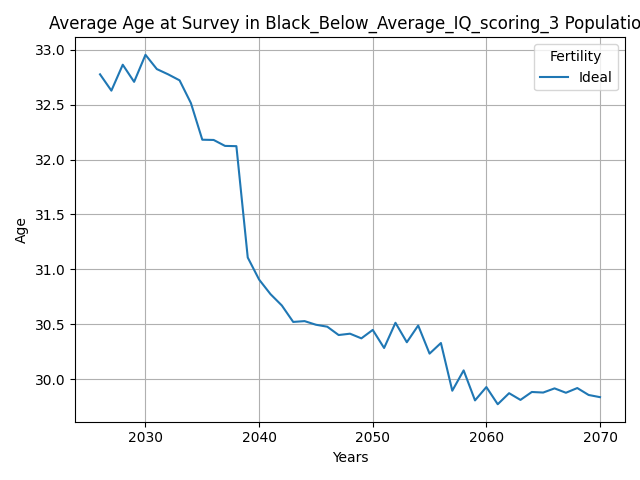 Average Age at Survey in Black_Below_Average_IQ_scoring_3 Populatio
Fertility
Ideal
33.0
32.5
32.0
31.5
31.0
30.5
30.0
Age
2030 2040 2050 2060 2070
Years